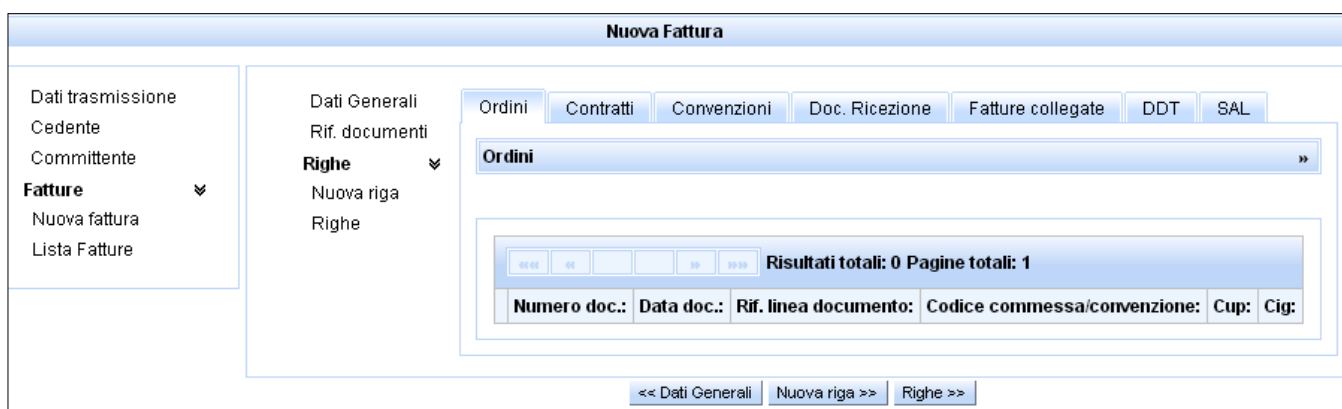 Nuova Fattura
Dati trasmissione
Cedente
Committente
Fatture
Nuova fattura
Lista Fatture
Dati Generali
Rif. documenti
Righe
Nuova riga
Righe
Ordini Contratti Convenzioni Doc. Ricezione Fatture collegate DDT SAL
Ordini »
«« « » »» Risultati totali: 0 Pagine totali: 1
Numero doc.: Data doc.: Rif. linea documento: Codice commessa/convenzione: Cup: Cig:
<< Dati Generali Nuova riga >> Righe >>